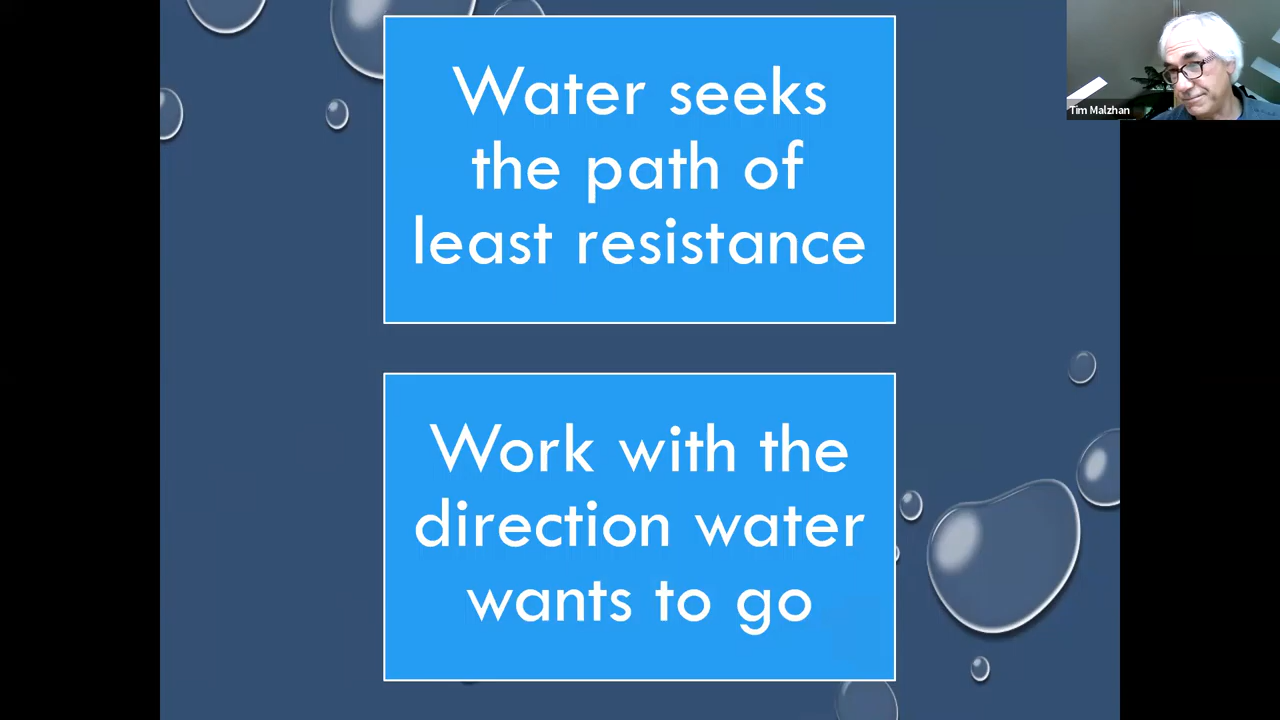 Water seeks
the path of
least resistance
Tim Malzhan
Work with the
direction water
wants to go